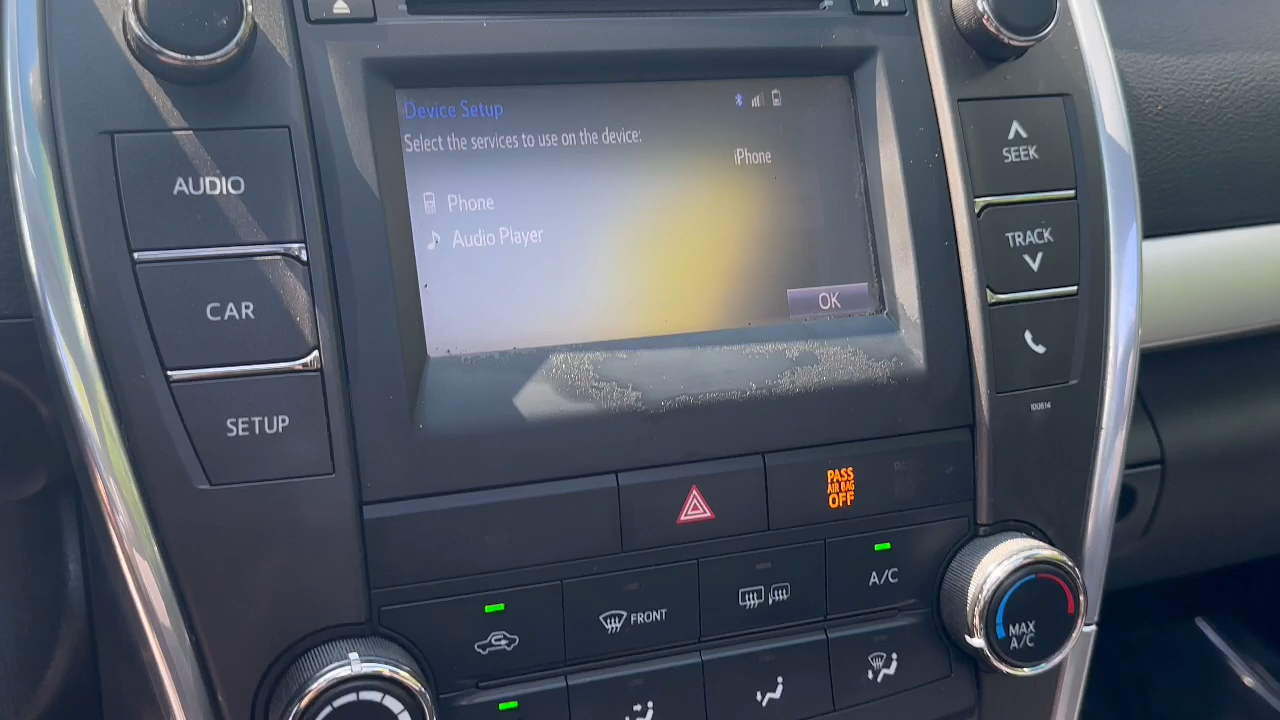 Device Setup
Select the services to use on the device:
iPhone
Phone
Audio Player
OK
AUDIO
CAR
SETUP
SEEK
TRACK
100614
PASS
AIR BAG
OFF
FRONT
A/C
MAX
A/C